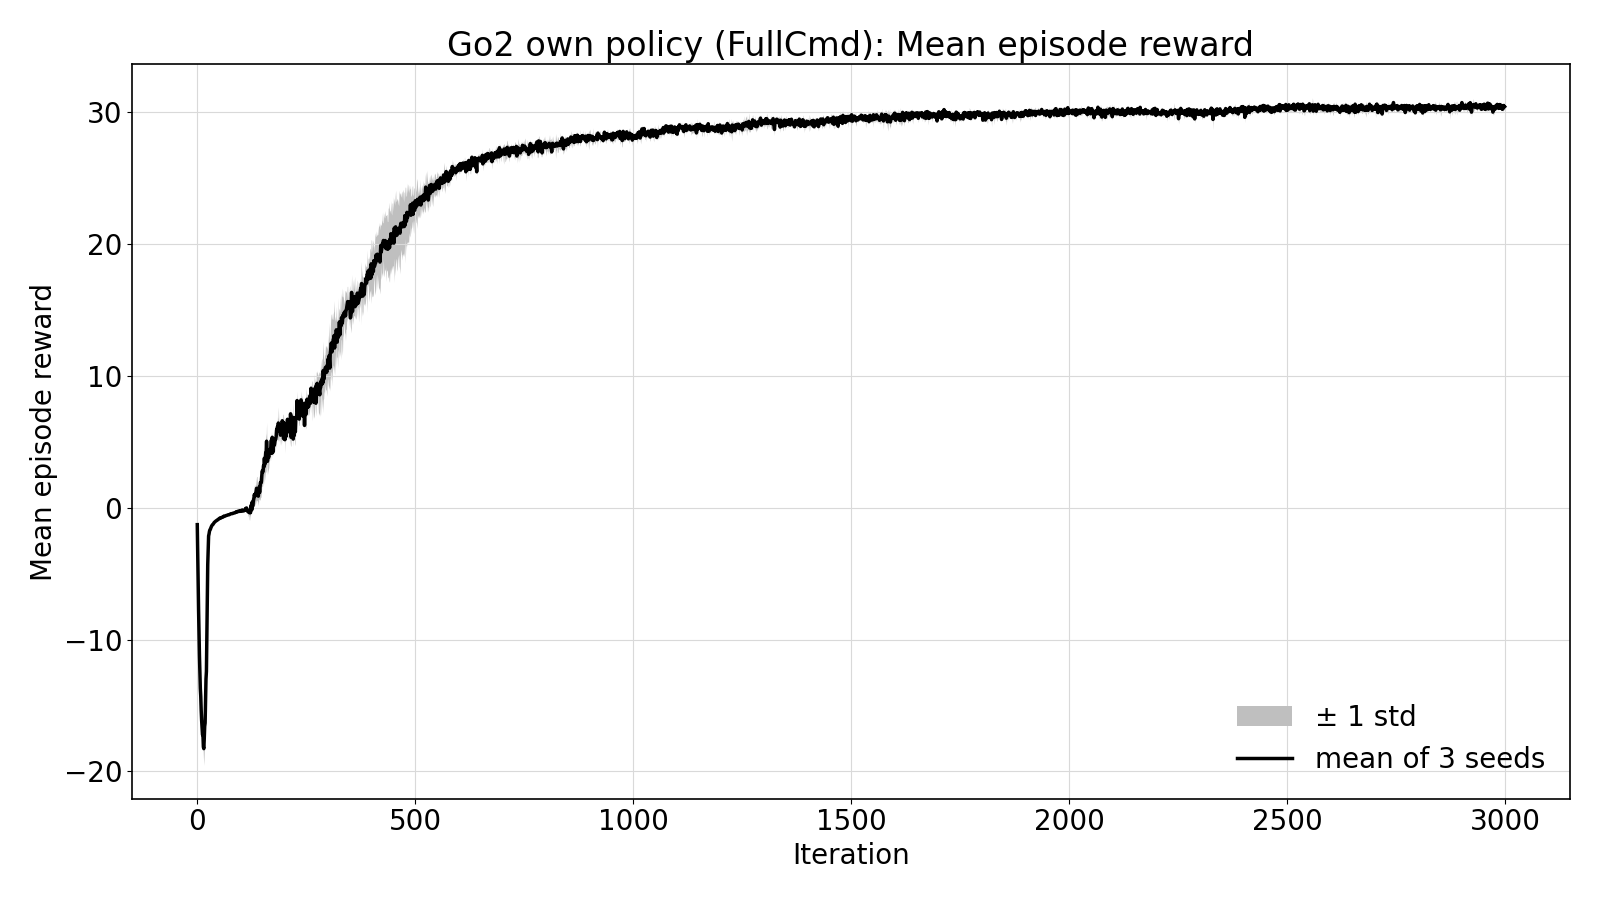 Go2 own policy (FullCmd): Mean episode reward
Mean episode reward
30
20
10
0
−10
−20
± 1 std
mean of 3 seeds
0 500 1000 1500 2000 2500 3000
Iteration